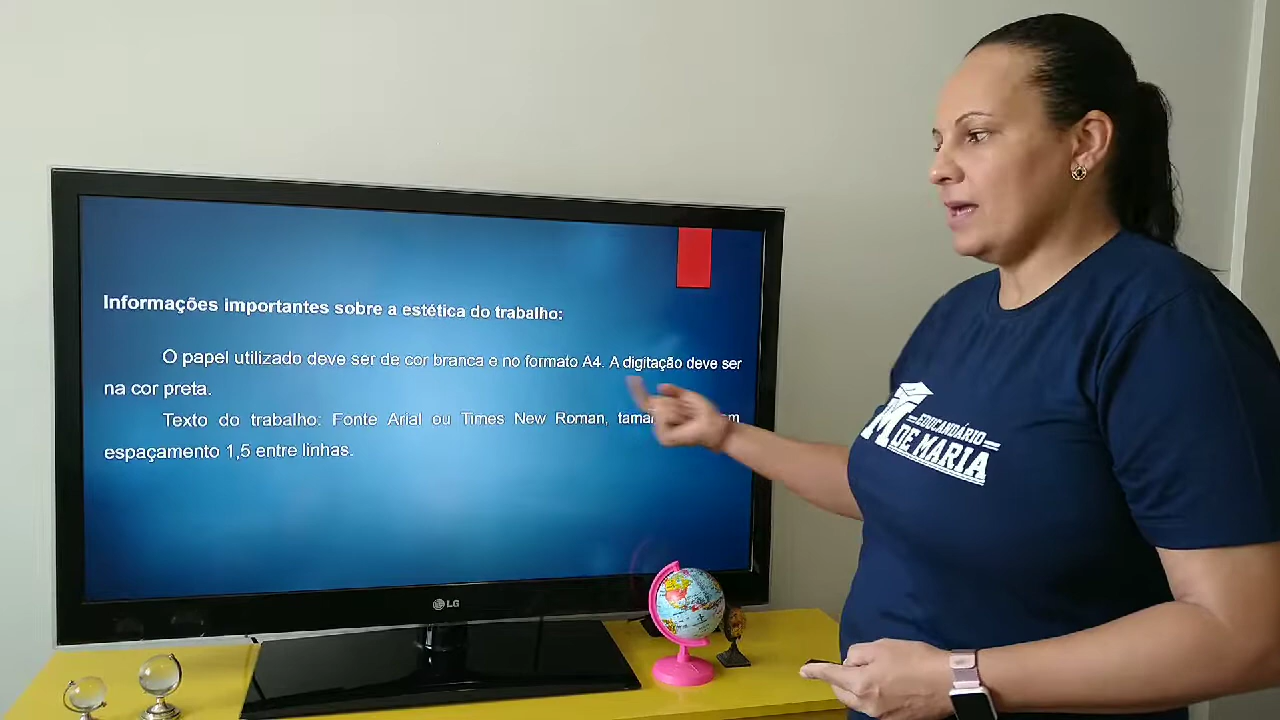 Informações importantes sobre a estética do trabalho:
O papel utilizado deve ser de cor branca e no formato A4. A digitação deve ser
na cor preta.
Texto do trabalho: Fonte Arial ou Times New Roman,
espaçamento 1,5 entre linhas.
LG
EDUCANDÁRIO
DE MARIA